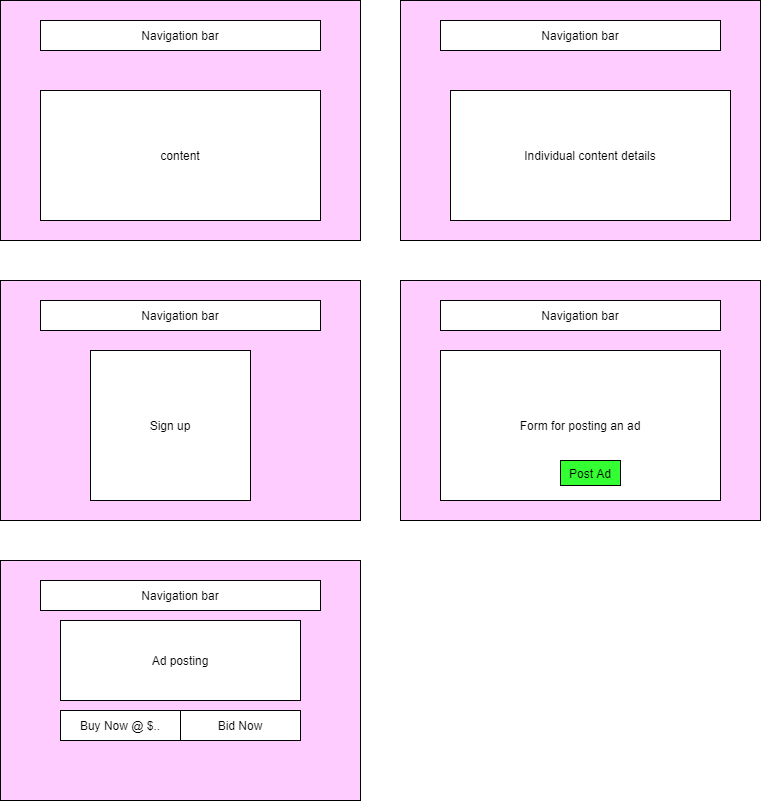 Navigation bar
content
Navigation bar
Individual content details
Navigation bar
Sign up
Navigation bar
Form for posting an ad
Post Ad
Navigation bar
Ad posting
Buy Now @ $..
Bid Now